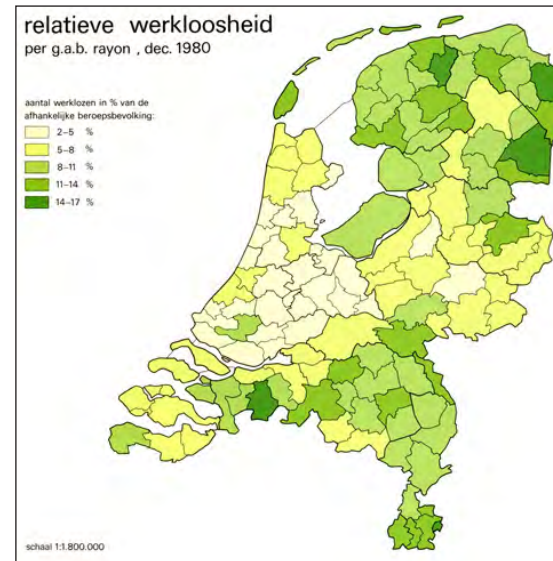 relatieve werkloosheid
per g.a.b. rayon , dec. 1980
aantal werklozen in % van de
afhankelijke beroepsbevolking:
2-5 %
5-8 %
8-11 %
11-14 %
14-17 %
schaal 1:1.800.000